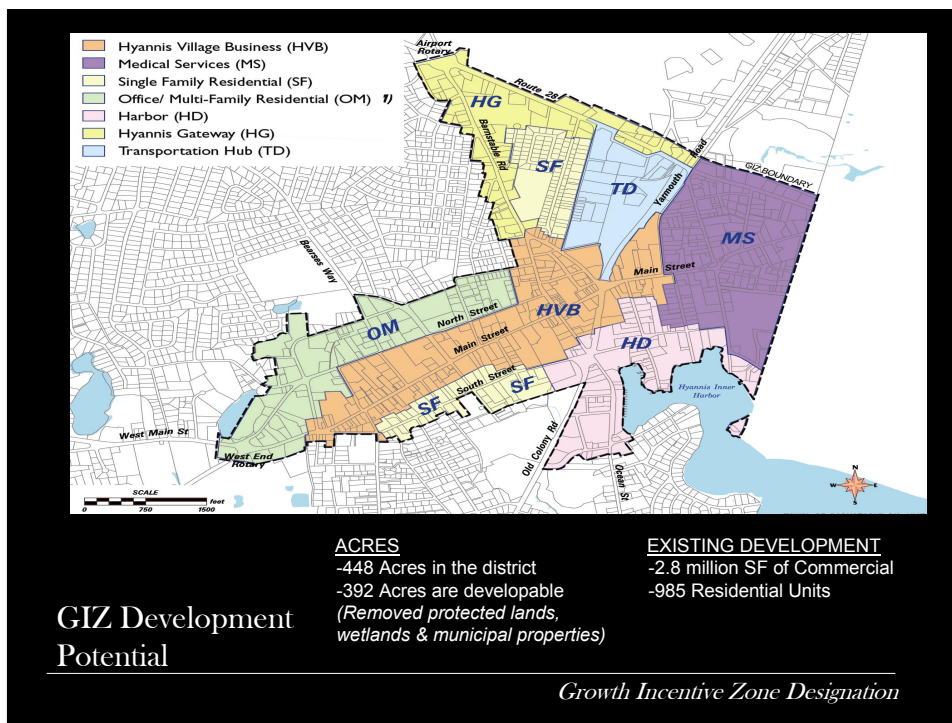 Hyannis Village Business (HVB)
Medical Services (MS)
Single Family Residential (SF)
Office/ Multi-Family Residential (OM) 1)
Harbor (HD)
Hyannis Gateway (HG)
Transportation Hub (TD)
Airport
Rotary
Route 28
HG
Barnstable Rd
SF
TD
Yarmouth
Road
GIZ BOUNDARY
MS
Bearses Way
Main Street
OM
North Street
HVB
Main Street
HD
South Street
SF
SF
Hyannis Inner
Harbor
West Main St
West End
Rotary
Old Colony Rd
Ocean St
SCALE
feet
0 750 1500
N
W E
S
ACRES
-448 Acres in the district
-392 Acres are developable
(Removed protected lands,
wetlands & municipal properties)
EXISTING DEVELOPMENT
-2.8 million SF of Commercial
-985 Residential Units
GIZ Development
Potential
Growth Incentive Zone Designation